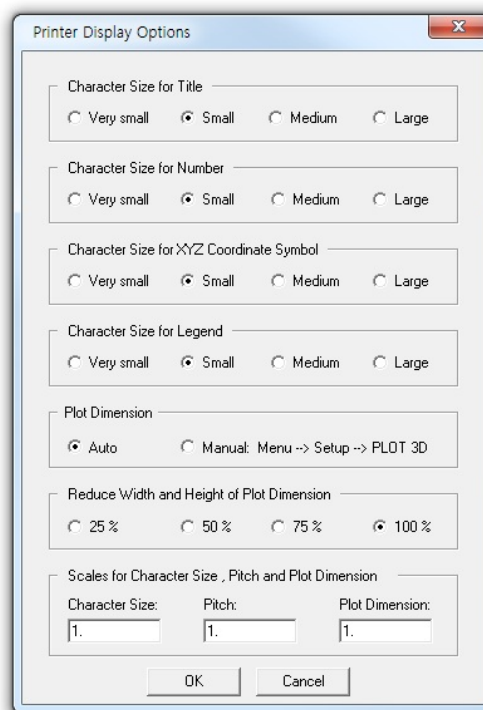 Printer Display Options
Character Size for Title
Very small Small Medium Large
Character Size for Number
Very small Small Medium Large
Character Size for XYZ Coordinate Symbol
Very small Small Medium Large
Character Size for Legend
Very small Small Medium Large
Plot Dimension
Auto Manual: Menu --> Setup --> PLOT 3D
Reduce Width and Height of Plot Dimension
25 % 50 % 75 % 100 %
Scales for Character Size , Pitch and Plot Dimension
Character Size: Pitch: Plot Dimension:
1. 1. 1.
OK Cancel